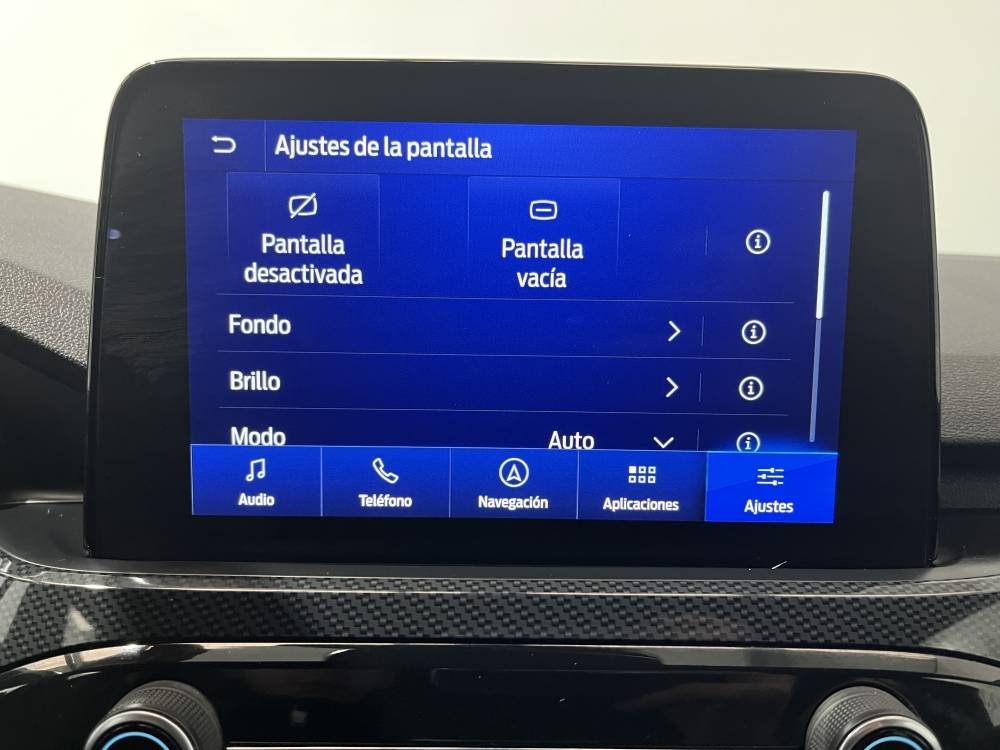 Ajustes de la pantalla
Pantalla
desactivada
Pantalla
vacía
Fondo
Brillo
Modo
Auto
Audio
Teléfono
Navegación
Aplicaciones
Ajustes